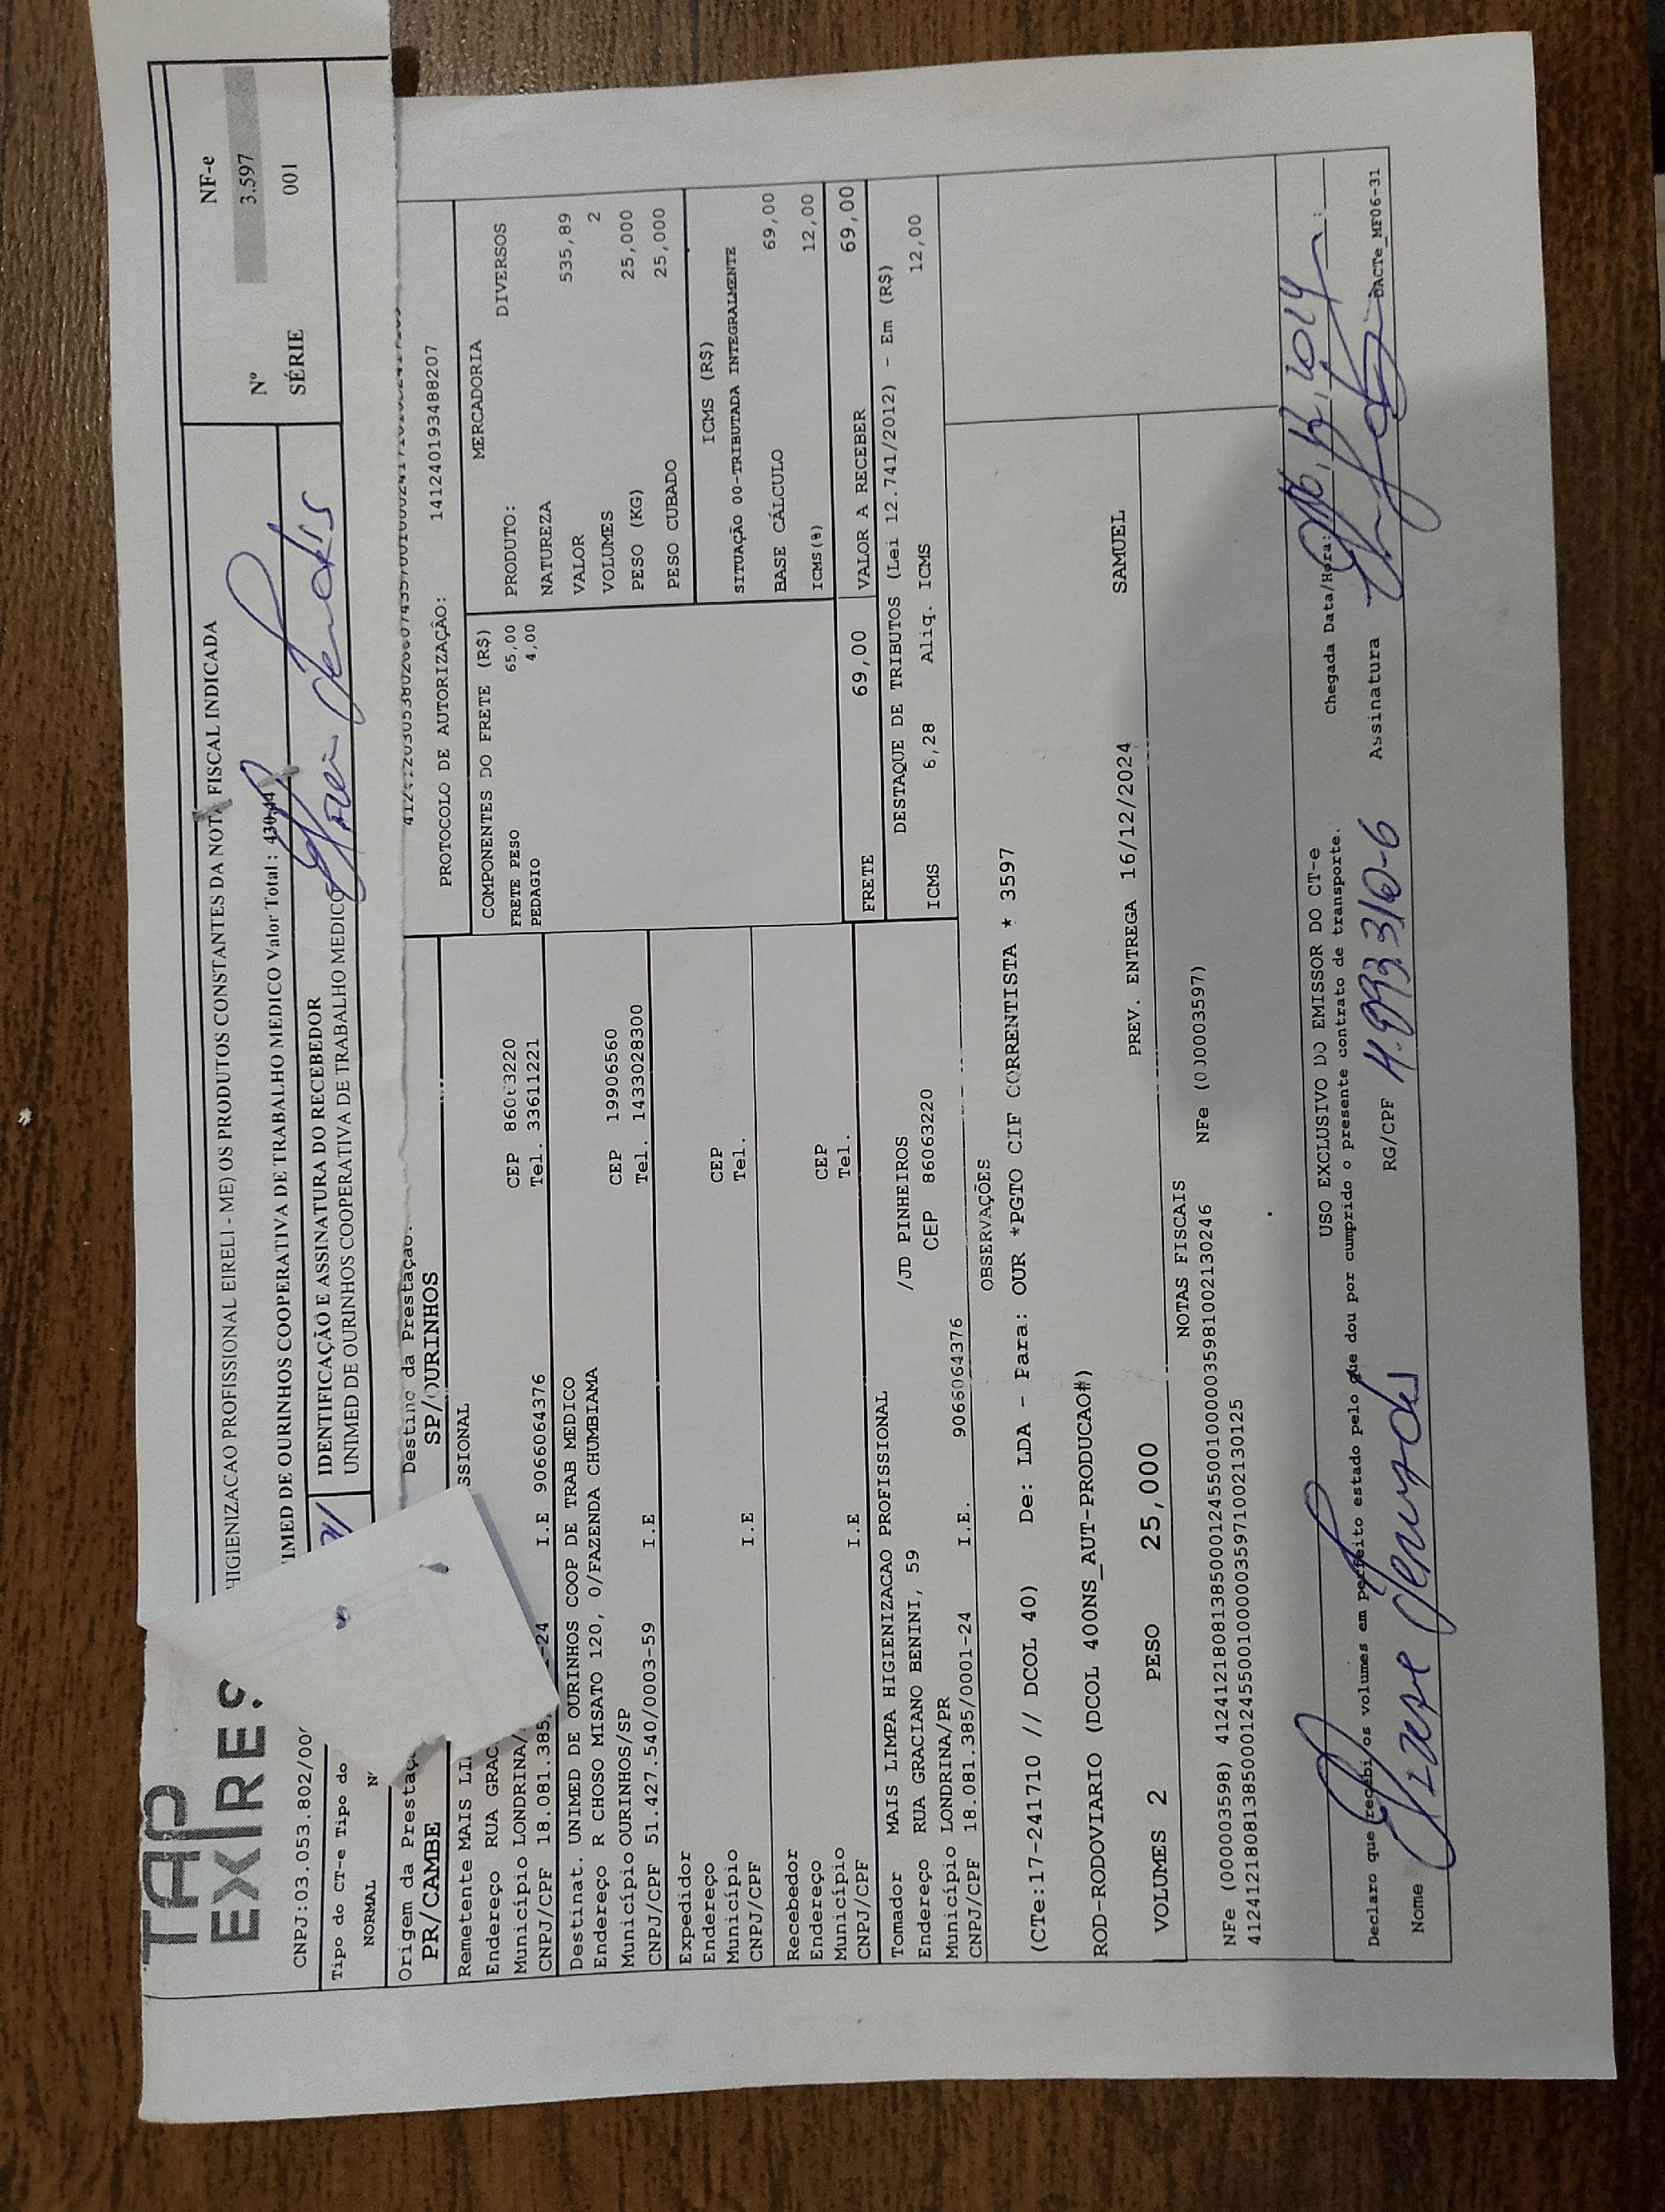 HIGIENIZACAO PROFISSIONAL EIRELI - ME) OS PRODUTOS CONSTANTES DA NOTA FISCAL INDICADA
NF-e
IMED DE OURINHOS COOPERATIVA DE TRABALHO MEDICO Valor Total: 430,44
Nº 3.597
IDENTIFICAÇÃO E ASSINATURA DO RECEBEDOR
SÉRIE 001
UNIMED DE OURINHOS COOPERATIVA DE TRABALHO MEDICO
TAP
EXPRES
CNPJ:03.053.802/00
Tipo do CT-e Tipo do
NORMAL
Origem da Prestaç
PR/CAMBE
Destino da Prestação:
SP/OURINHOS
PROTOCOLO DE AUTORIZAÇÃO: 141240193488207
Remetente MAIS LI SSIONAL
Endereço RUA GRAC CEP 86063220
Município LONDRINA/ Tel. 33611221
CNPJ/CPF 18.081.385/ -24 I.E 9066064376
Destinat. UNIMED DE OURINHOS COOP DE TRAB MEDICO
Endereço R CHOSO MISATO 120, 0/FAZENDA CHUMBIAMA
Município OURINHOS/SP CEP 19906560
CNPJ/CPF 51.427.540/0003-59 I.E Tel. 1433028300
Expedidor
Endereço
Município CEP
CNPJ/CPF I.E Tel.
Recebedor
Endereço
Município CEP
CNPJ/CPF I.E Tel.
Tomador MAIS LIMPA HIGIENIZACAO PROFISSIONAL
Endereço RUA GRACIANO BENINI, 59 /JD PINHEIROS
Município LONDRINA/PR CEP 86063220
CNPJ/CPF 18.081.385/0001-24 I.E. 9066064376
COMPONENTES DO FRETE (R$)
FRETE PESO 65,00
PEDAGIO 4,00
MERCADORIA
PRODUTO: DIVERSOS
NATUREZA
VALOR 535,89
VOLUMES 2
PESO (KG) 25,000
PESO CUBADO 25,000
ICMS (R$)
SITUAÇÃO 00-TRIBUTADA INTEGRALMENTE
BASE CÁLCULO 69,00
ICMS(%) 12,00
FRETE 69,00 VALOR A RECEBER 69,00
DESTAQUE DE TRIBUTOS (Lei 12.741/2012) - Em (R$)
ICMS 6,28 Aliq. ICMS 12,00
OBSERVAÇÕES
(CTe:17-241710 // DCOL 40) De: LDA - Para: OUR *PGTO CIF CORRENTISTA * 3597
ROD-RODOVIARIO (DCOL 400NS_AUT-PRODUCAO#)
SAMUEL
VOLUMES 2 PESO 25,000 PREV. ENTREGA 16/12/2024
NOTAS FISCAIS
NFe (000003598) 41241218081385000124550010000035981002130246 NFe (000003597)
41241218081385000124550010000035971002130125
USO EXCLUSIVO DO EMISSOR DO CT-e
Declaro que recebi os volumes em perfeito estado pelo que dou por cumprido o presente contrato de transporte.
Chegada Data/Hora:
Nome RG/CPF 4.993.310-6 Assinatura
DACTe_MF06-31